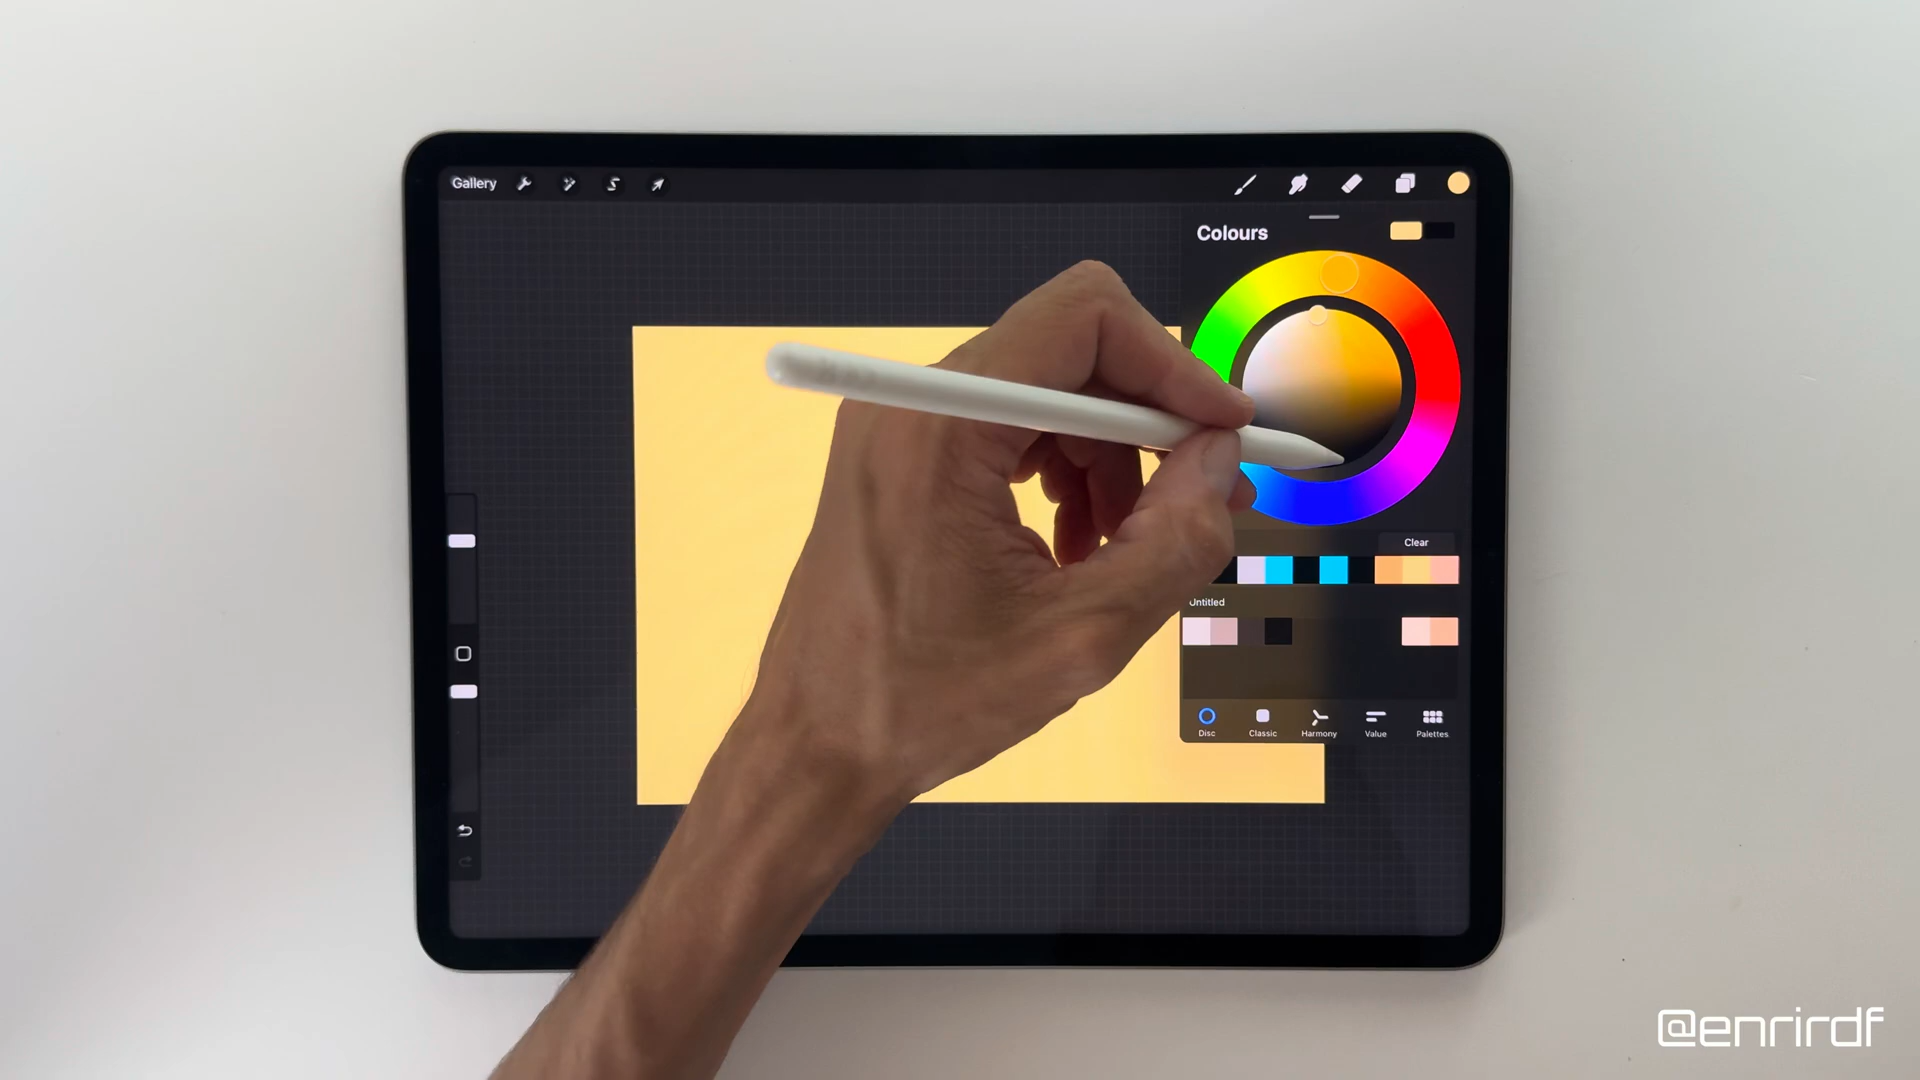 Gallery
Colours
Clear
Untitled
Disc
Classic
Harmony
Value
Palettes
@enrirdf